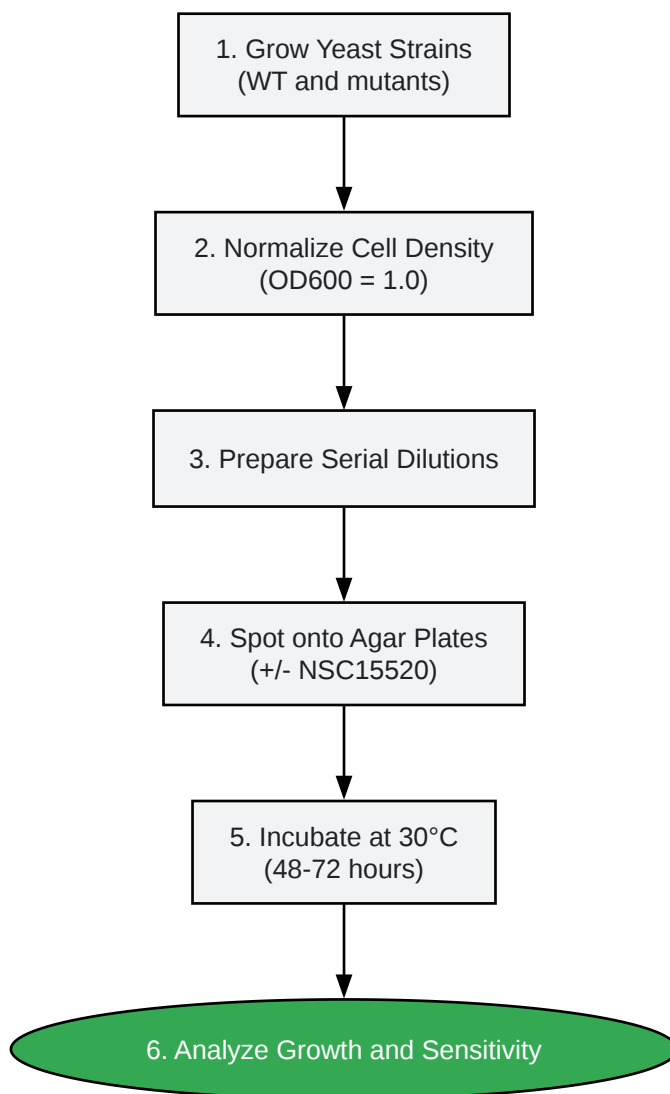 1. Grow Yeast Strains
(WT and mutants)
2. Normalize Cell Density
(OD600 = 1.0)
3. Prepare Serial Dilutions
4. Spot onto Agar Plates
(+/- NSC15520)
5. Incubate at 30°C
(48-72 hours)
6. Analyze Growth and Sensitivity